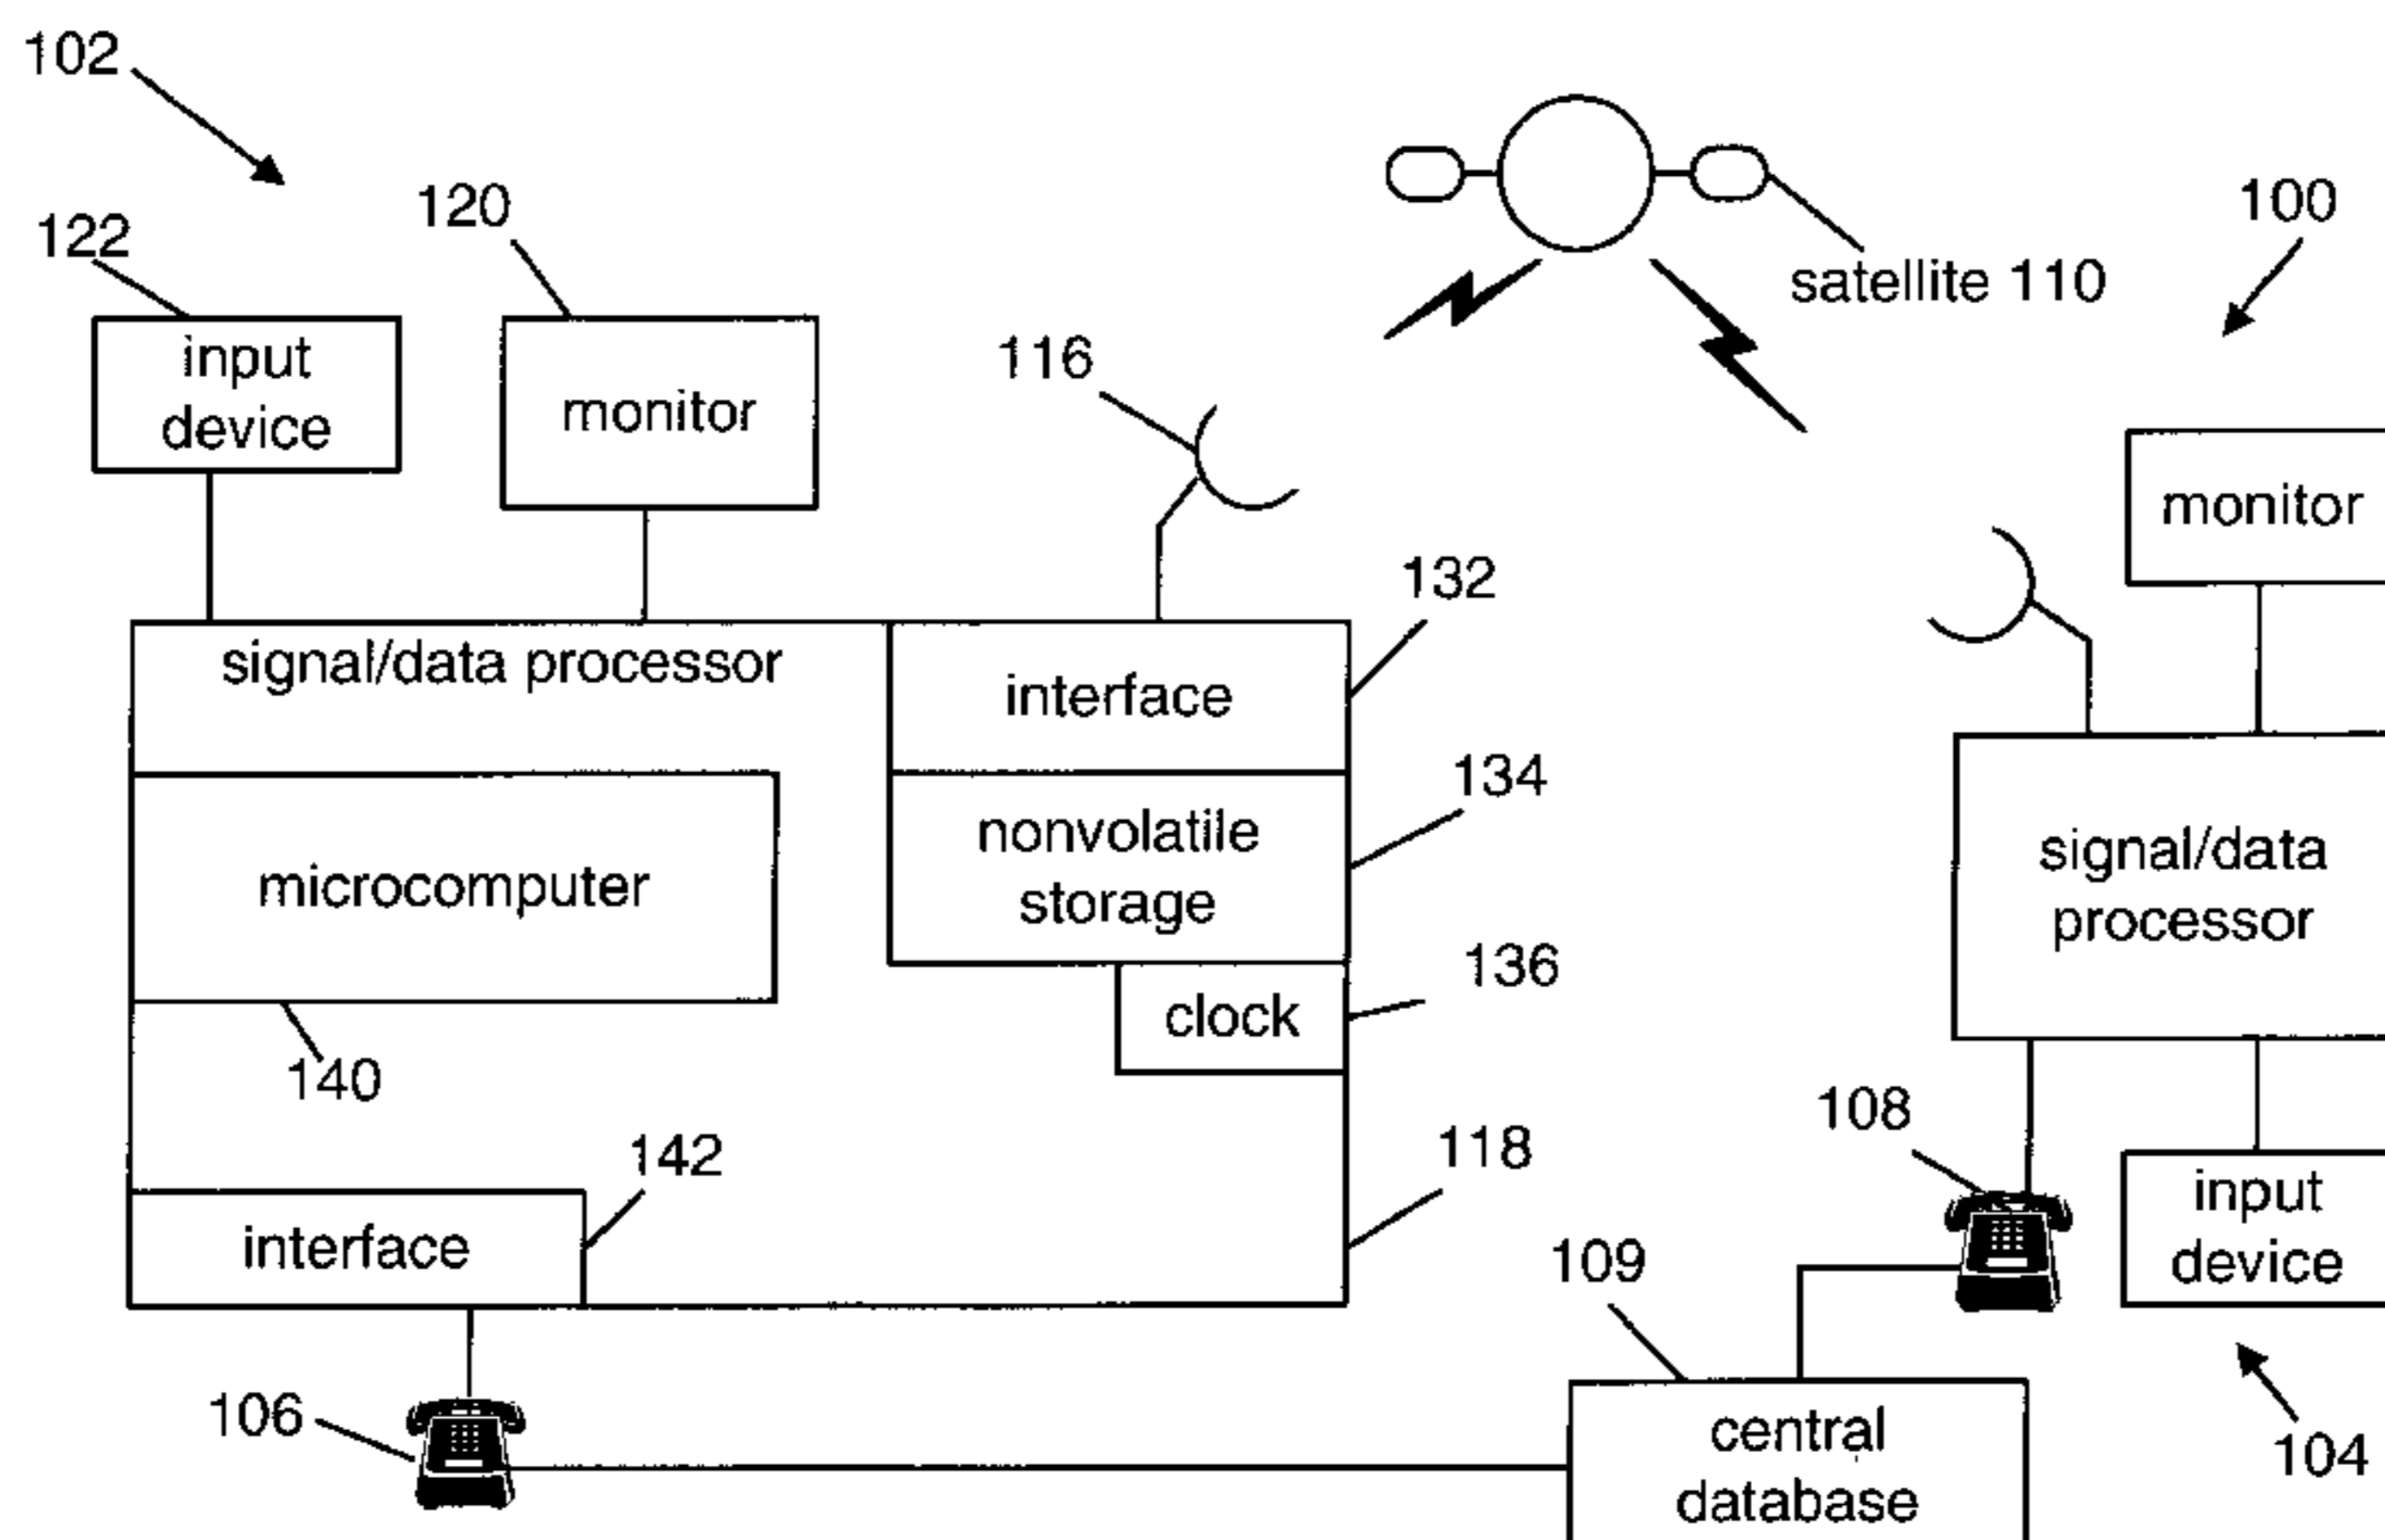 102
122
120
satellite 110
100
input
device
monitor
116
monitor
132
signal/data processor
interface
134
nonvolatile
storage
microcomputer
signal/data
processor
136
clock
140
108
142
118
input
device
interface
109
106
central
database
104